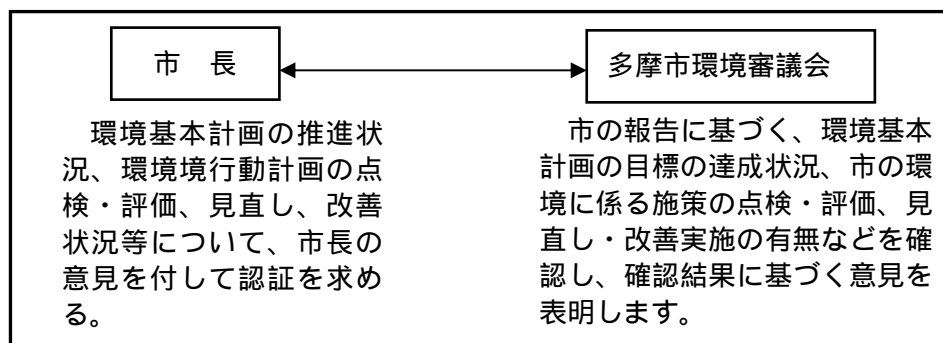 市　長
環境基本計画の推進状
況、環境境行動計画の点
検・評価、見直し、改善
状況等について、市長の
意見を付して認証を求め
る。
多摩市環境審議会
市の報告に基づく、環境基本
計画の目標の達成状況、市の環
境に係る施策の点検・評価、見
直し・改善実施の有無などを確
認し、確認結果に基づく意見を
表明します。